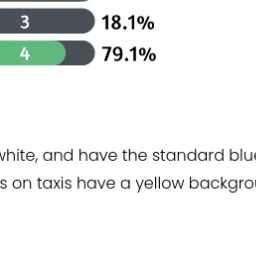 3 18.1%
4 79.1%
white, and have the standard blue
s on taxis have a yellow backgrou